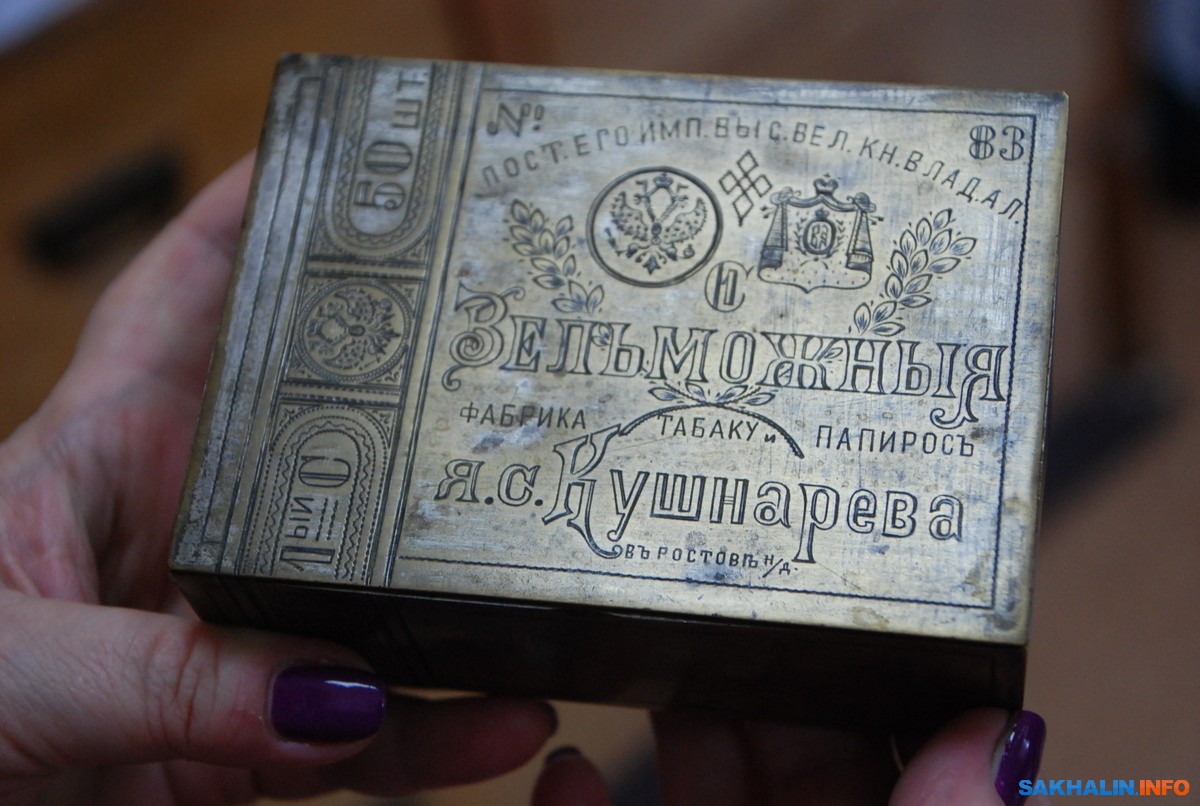 50 ШТ.
1ЫЙ С
№ 83
ПОСТ. ЕГО ИМП. ВЫС. ВЕЛ. КН. ВЛАД. АЛ.
ЗЕЛЬМОЖНЫЯ
ФАБРИКА ТАБАКУ и ПАПИРОСЪ
Я.С. Кушнарева
ВЪ РОСТОВѢ Н/Д.
SAKHALIN.INFO